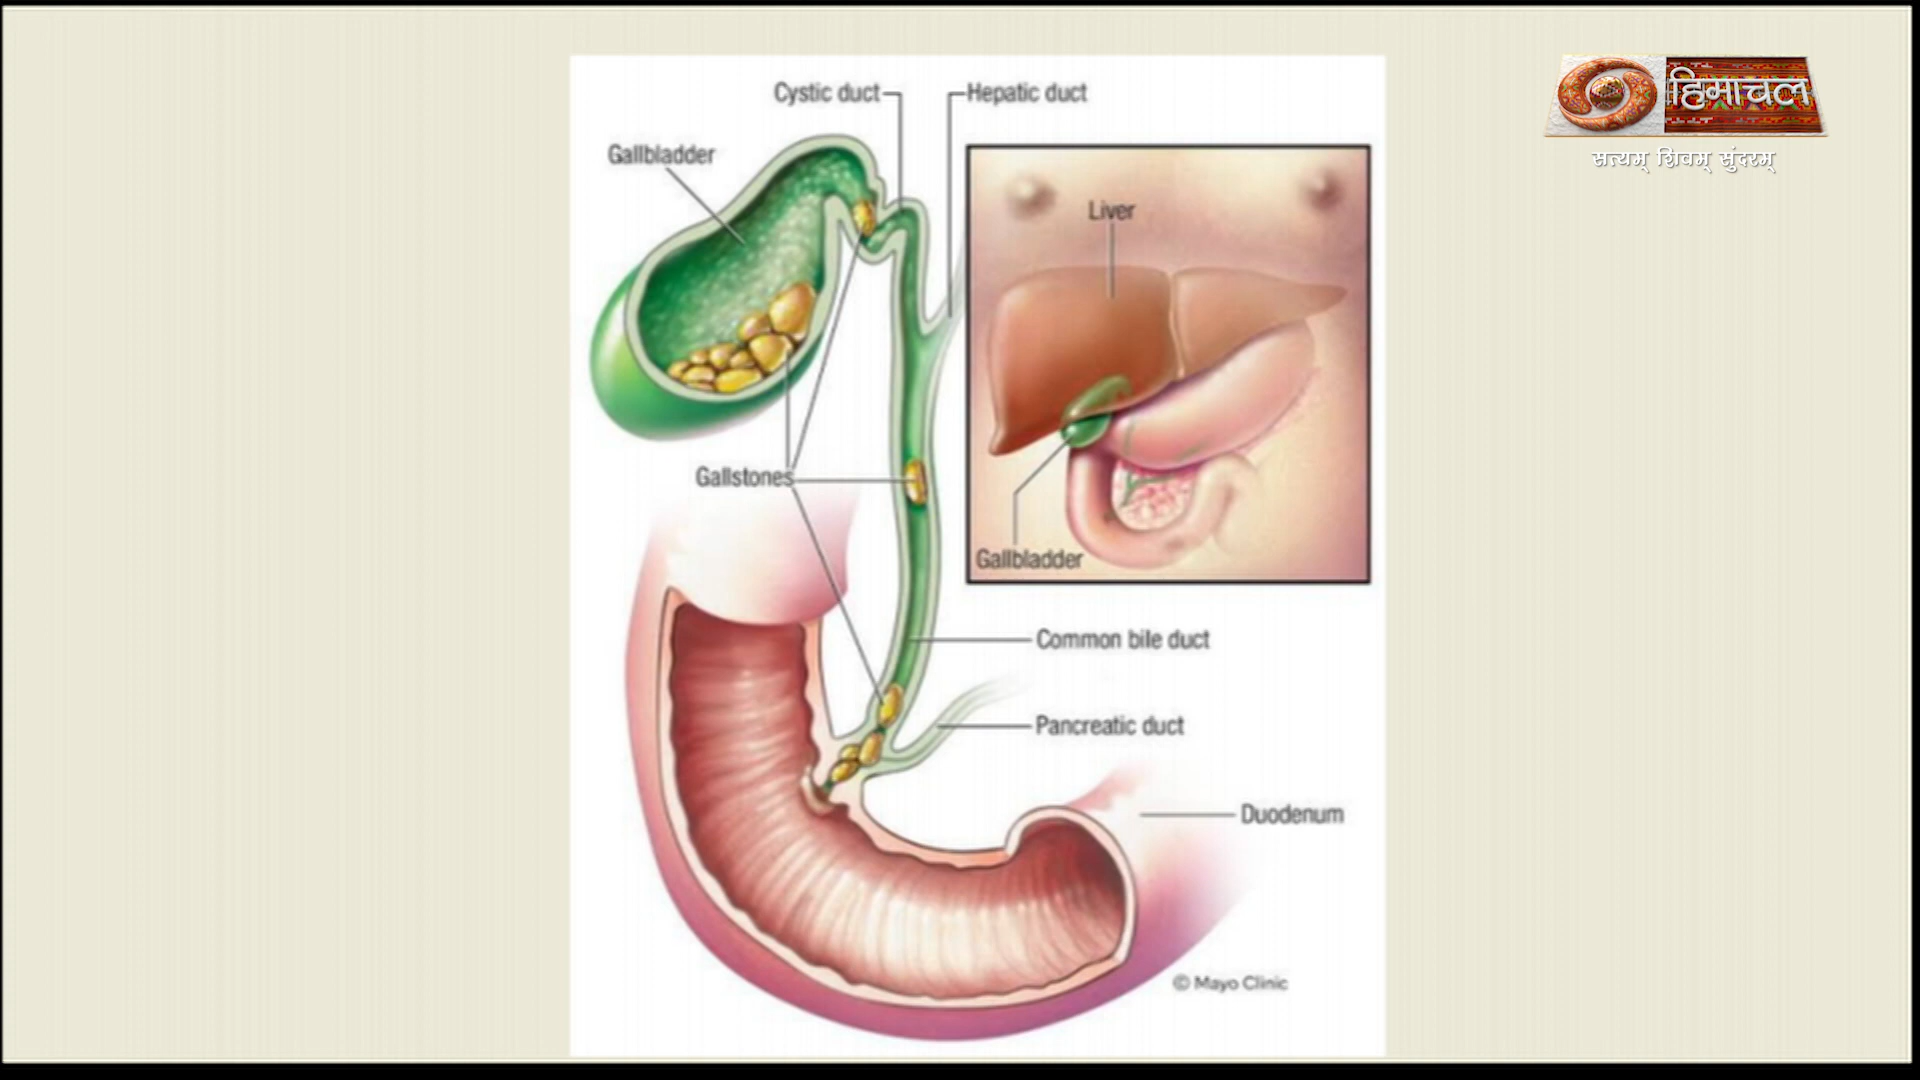 Cystic duct
Hepatic duct
हिमाचल
सत्यम् शिवम् सुंदरम्
Gallbladder
Liver
Gallstones
Gallbladder
Common bile duct
Pancreatic duct
Duodenum
© Mayo Clinic